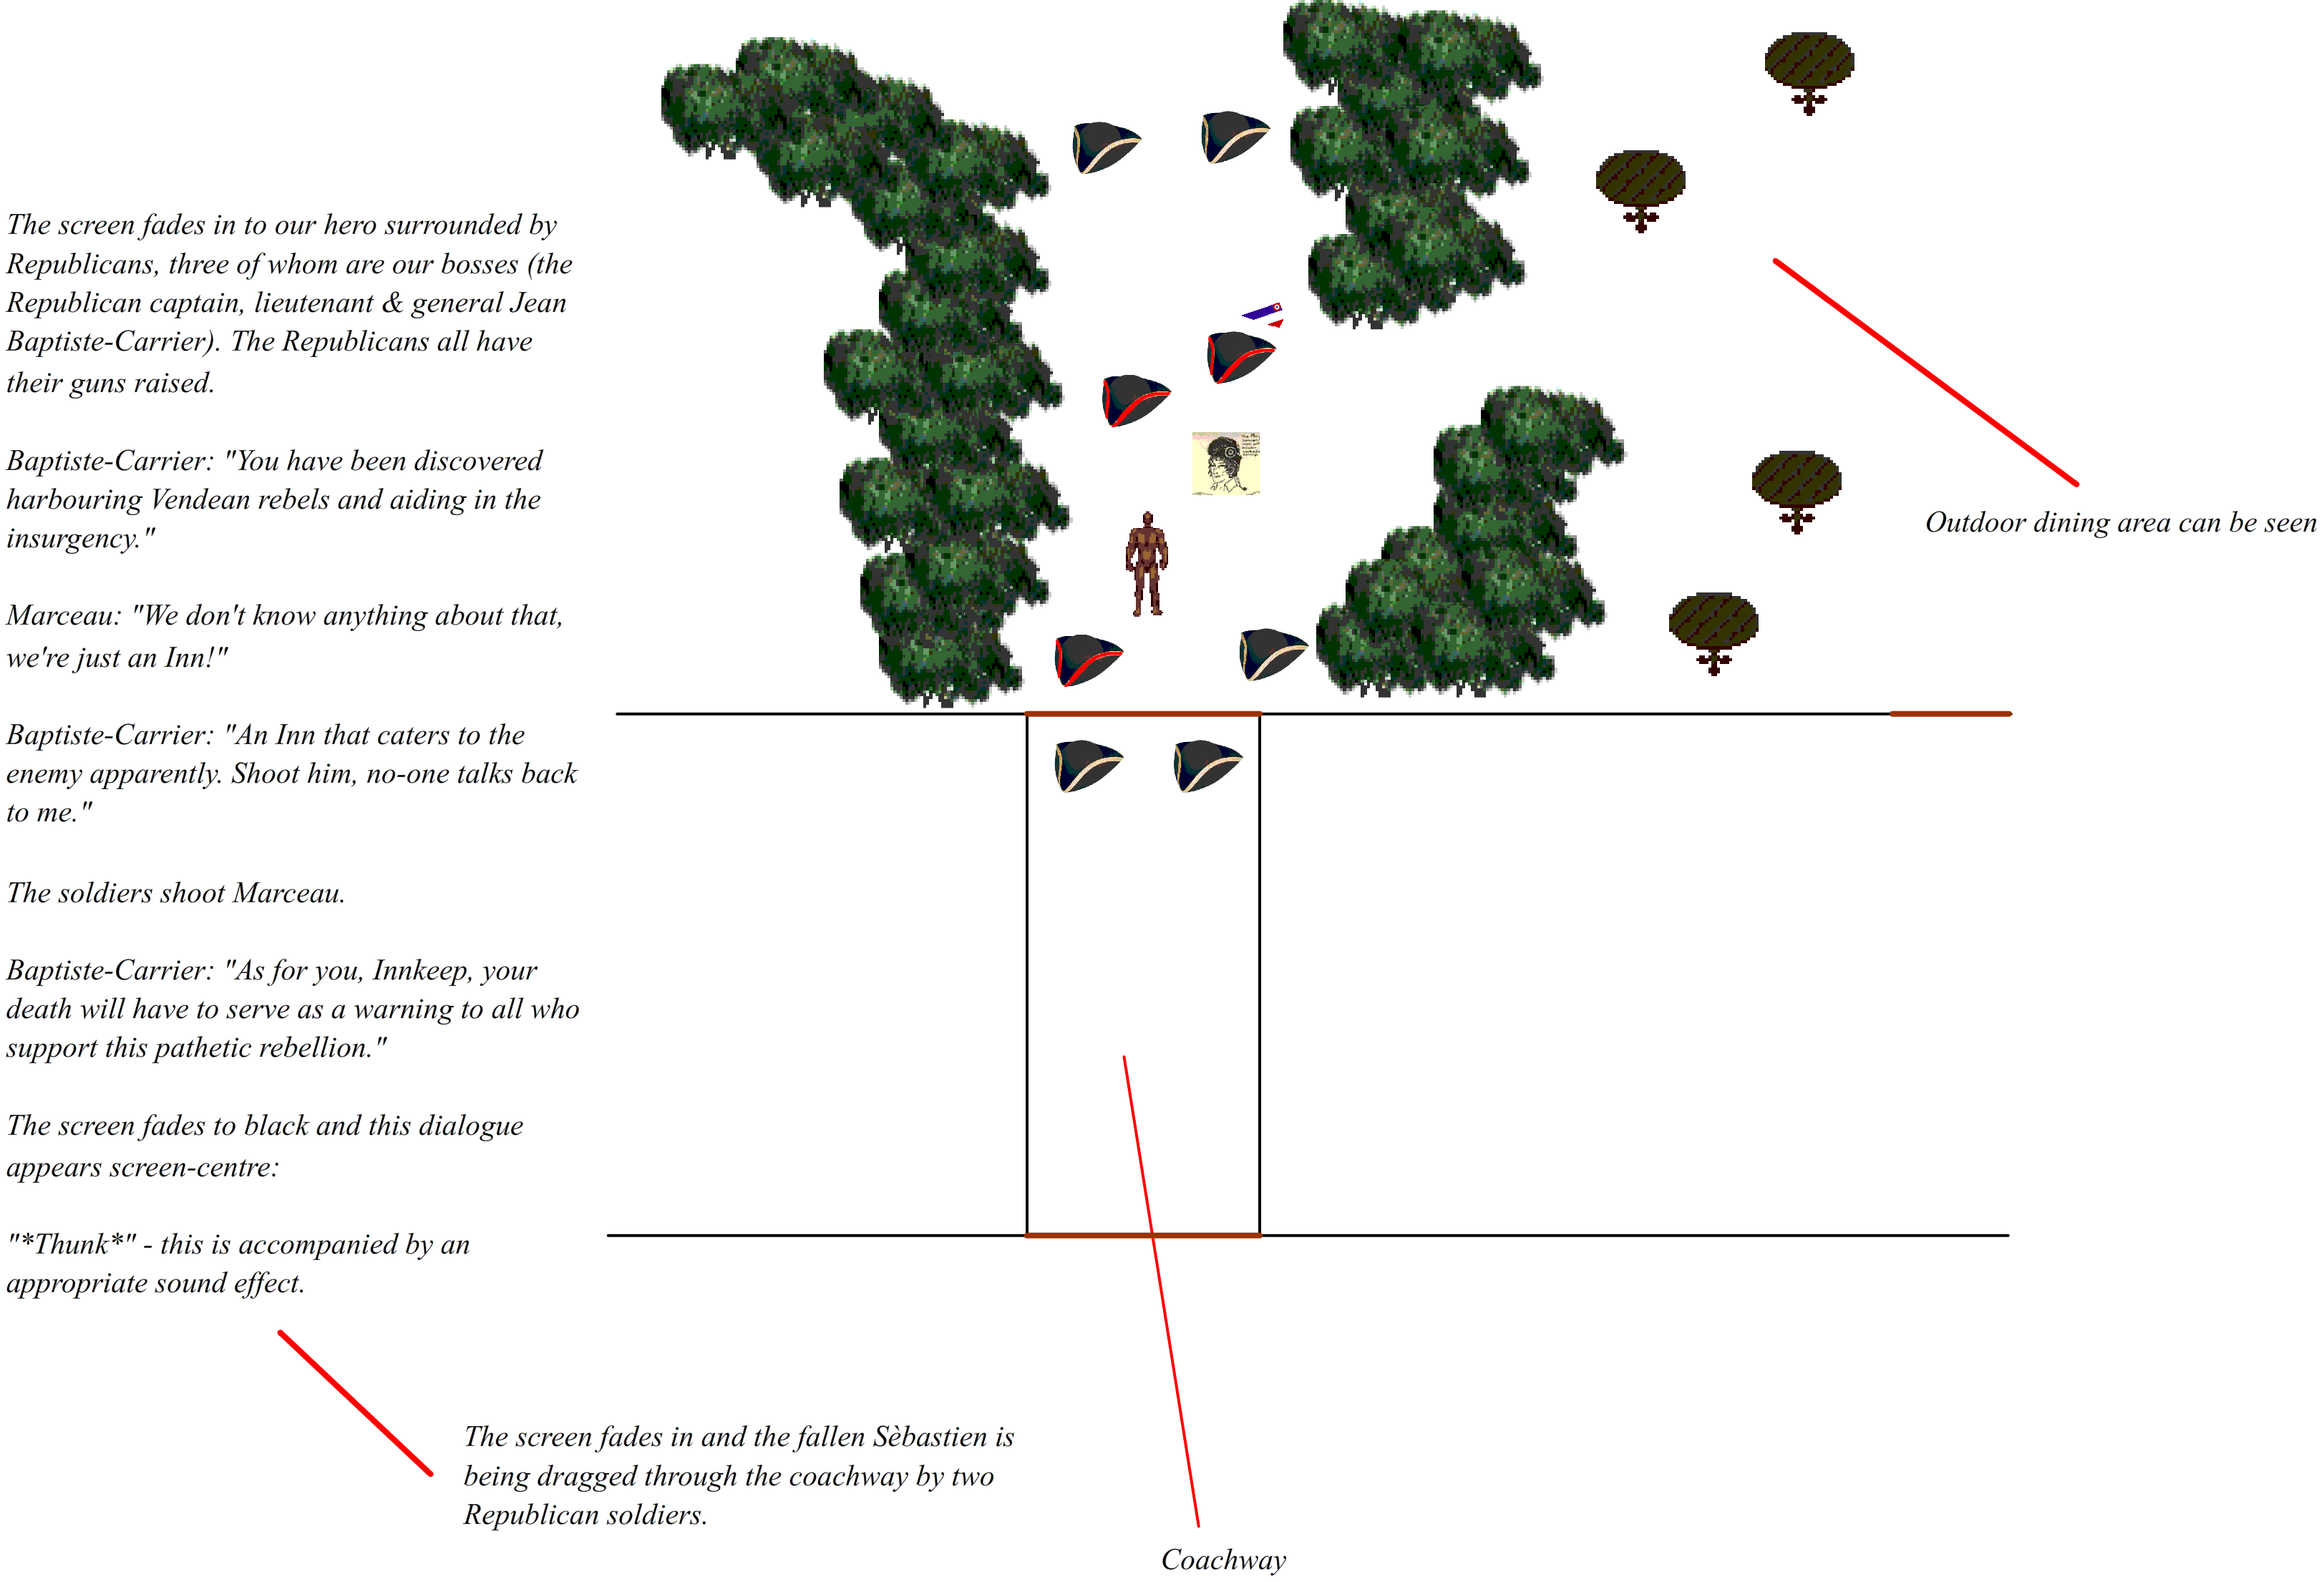 The screen fades in to our hero surrounded by
Republicans, three of whom are our bosses (the
Republican captain, lieutenant & general Jean
Baptiste-Carrier). The Republicans all have
their guns raised.
Baptiste-Carrier: "You have been discovered
harbouring Vendean rebels and aiding in the
insurgency."
Marceau: "We don't know anything about that,
we're just an Inn!"
Baptiste-Carrier: "An Inn that caters to the
enemy apparently. Shoot him, no-one talks back
to me."
The soldiers shoot Marceau.
Baptiste-Carrier: "As for you, Innkeep, your
death will have to serve as a warning to all who
support this pathetic rebellion."
The screen fades to black and this dialogue
appears screen-centre:
"*Thunk*" - this is accompanied by an
appropriate sound effect.
The screen fades in and the fallen Sèbastien is
being dragged through the coachway by two
Republican soldiers.
Coachway
Outdoor dining area can be seen